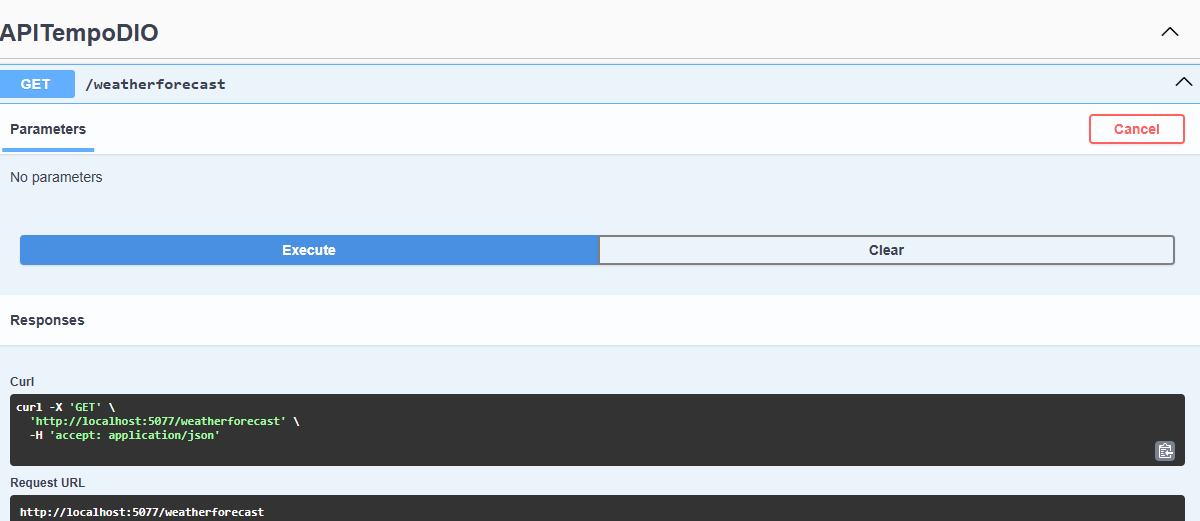 APITempoDIO
GET /weatherforecast
Parameters
Cancel
No parameters
Execute
Clear
Responses
Curl
curl -X 'GET' \
'http://localhost:5077/weatherforecast' \
-H 'accept: application/json'
Request URL
http://localhost:5077/weatherforecast